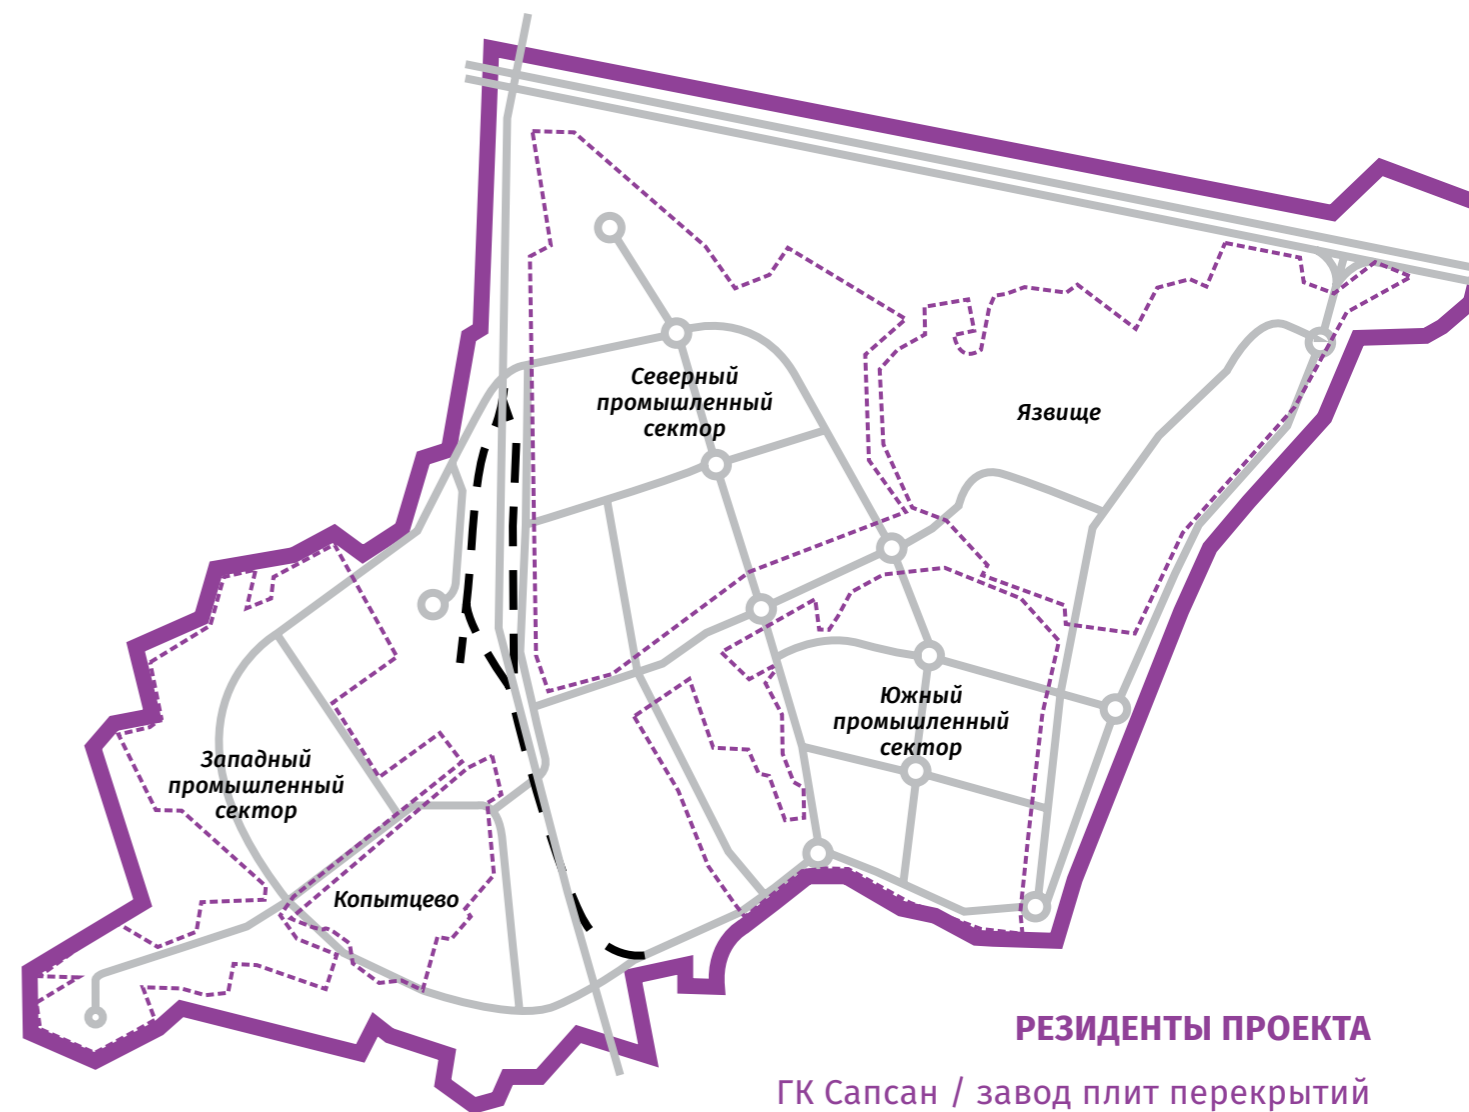 Северный
промышленный
сектор
Язвище
Южный
промышленный
сектор
Западный
промышленный
сектор
Копытцево
РЕЗИДЕНТЫ ПРОЕКТА
ГК Сапсан / завод плит перекрытий